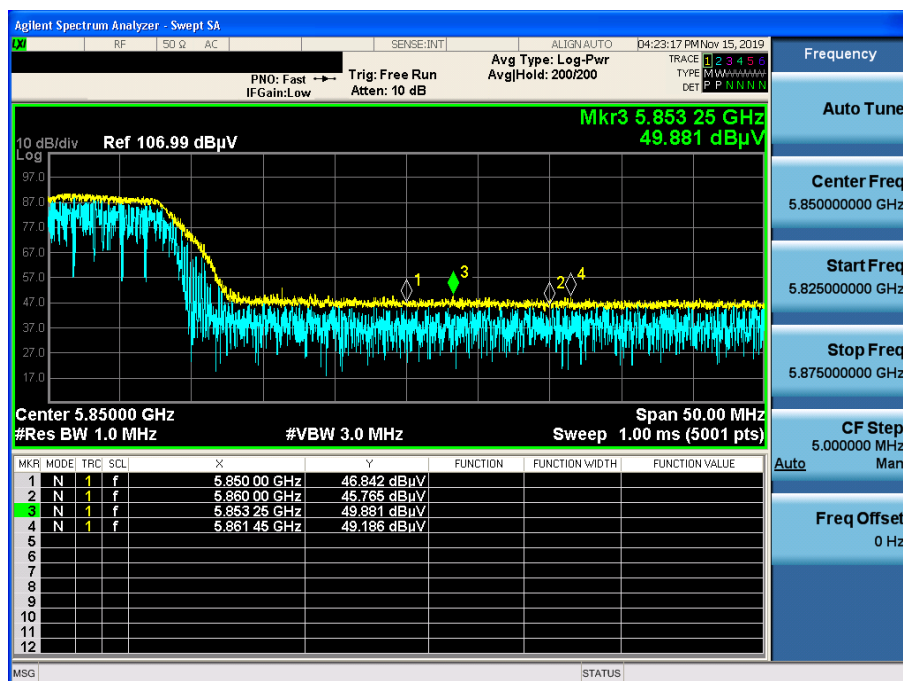 Agilent Spectrum Analyzer - Swept SA
LXI RF 50 Ω AC SENSE:INT ALIGN AUTO 04:23:17 PM Nov 15, 2019
Frequency
Avg Type: Log-Pwr
Avg|Hold: 200/200
TRACE 1 2 3 4 5 6
TYPE M W
DET P P N N N N
PNO: Fast
IFGain:Low
Trig: Free Run
Atten: 10 dB
Auto Tune
Mkr3 5.853 25 GHz
49.881 dBµV
10 dB/div Ref 106.99 dBµV
Log
97.0
87.0
77.0
67.0
57.0
47.0
37.0
27.0
17.0
1
3
2
4
Center 5.85000 GHz Span 50.00 MHz
#Res BW 1.0 MHz #VBW 3.0 MHz Sweep 1.00 ms (5001 pts)
Center Freq
5.850000000 GHz
Start Freq
5.825000000 GHz
Stop Freq
5.875000000 GHz
CF Step
5.000000 MHz
Auto Man
Freq Offset
0 Hz
MKR MODE TRC SCL X Y FUNCTION FUNCTION WIDTH FUNCTION VALUE
1 N 1 f 5.850 00 GHz 46.842 dBµV
2 N 1 f 5.860 00 GHz 45.765 dBµV
3 N 1 f 5.853 25 GHz 49.881 dBµV
4 N 1 f 5.861 45 GHz 49.186 dBµV
5
6
7
8
9
10
11
12
MSG STATUS